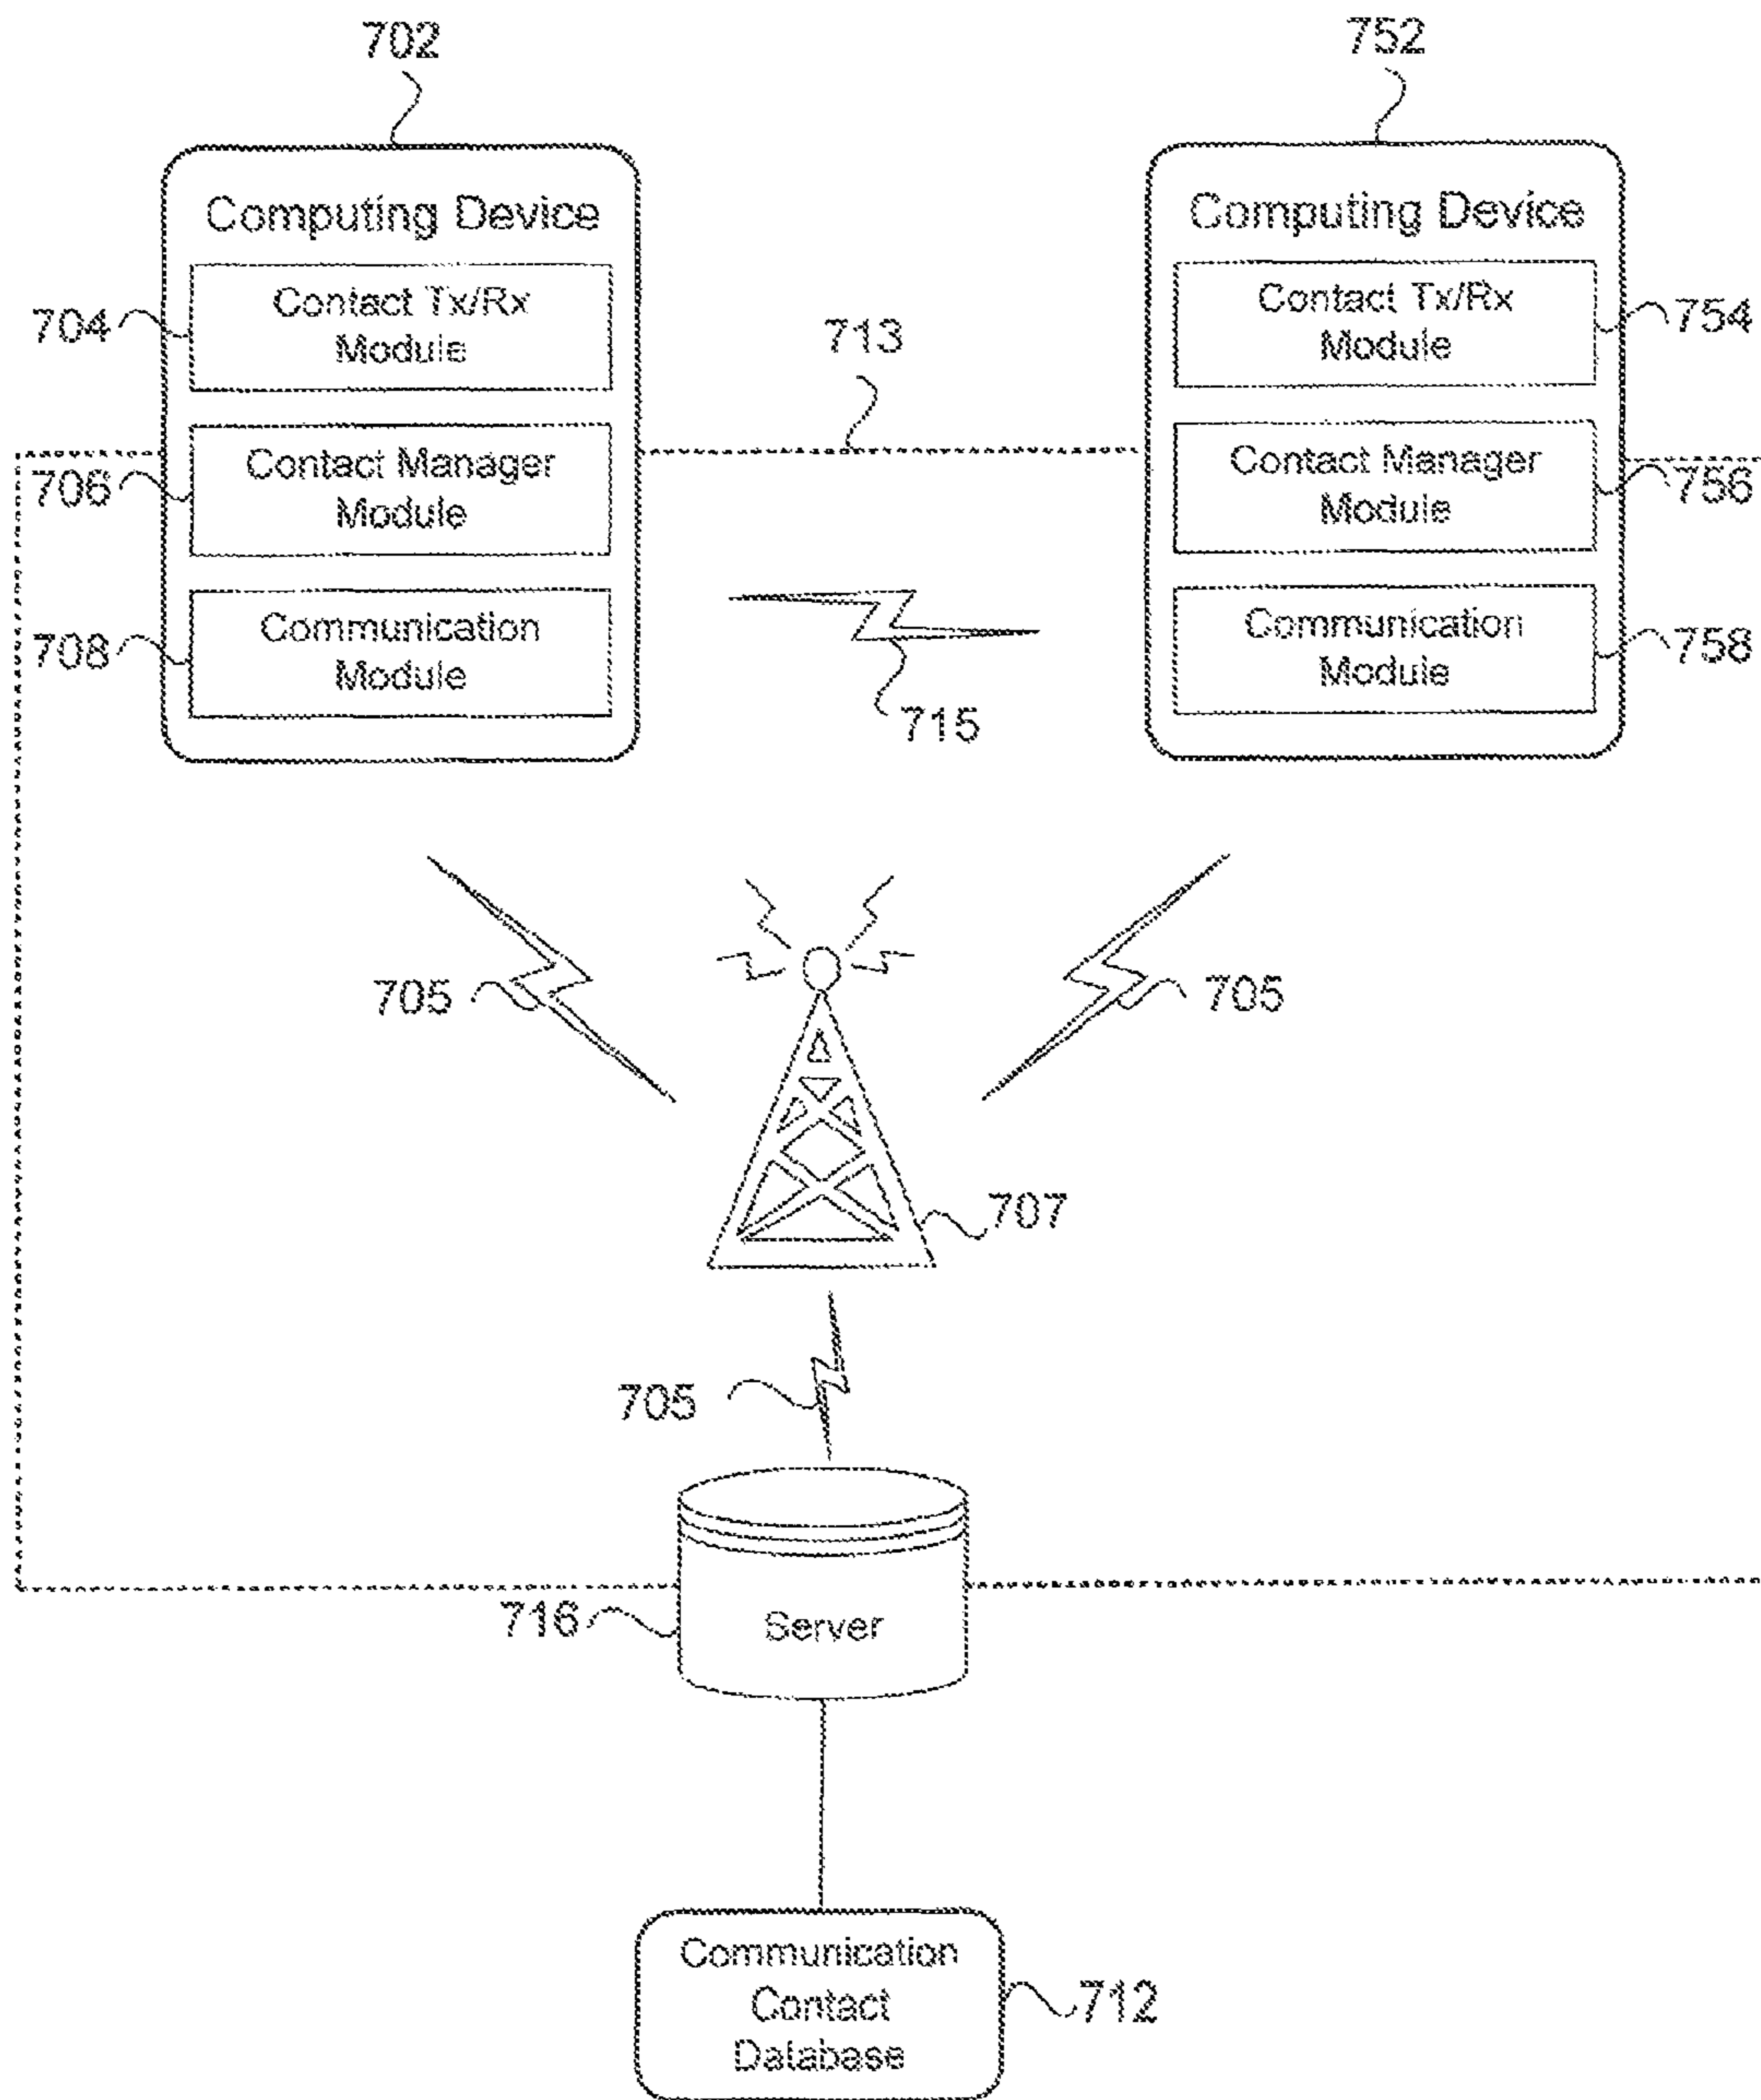 702
752
Computing Device
Computing Device
704
Contact Tx/Rx
Module
713
Contact Tx/Rx
Module
754
706
Contact Manager
Module
Contact Manager
Module
756
708
Communication
Module
715
Communication
Module
758
705
705
707
705
716
Server
Communication
Contact
Database
712